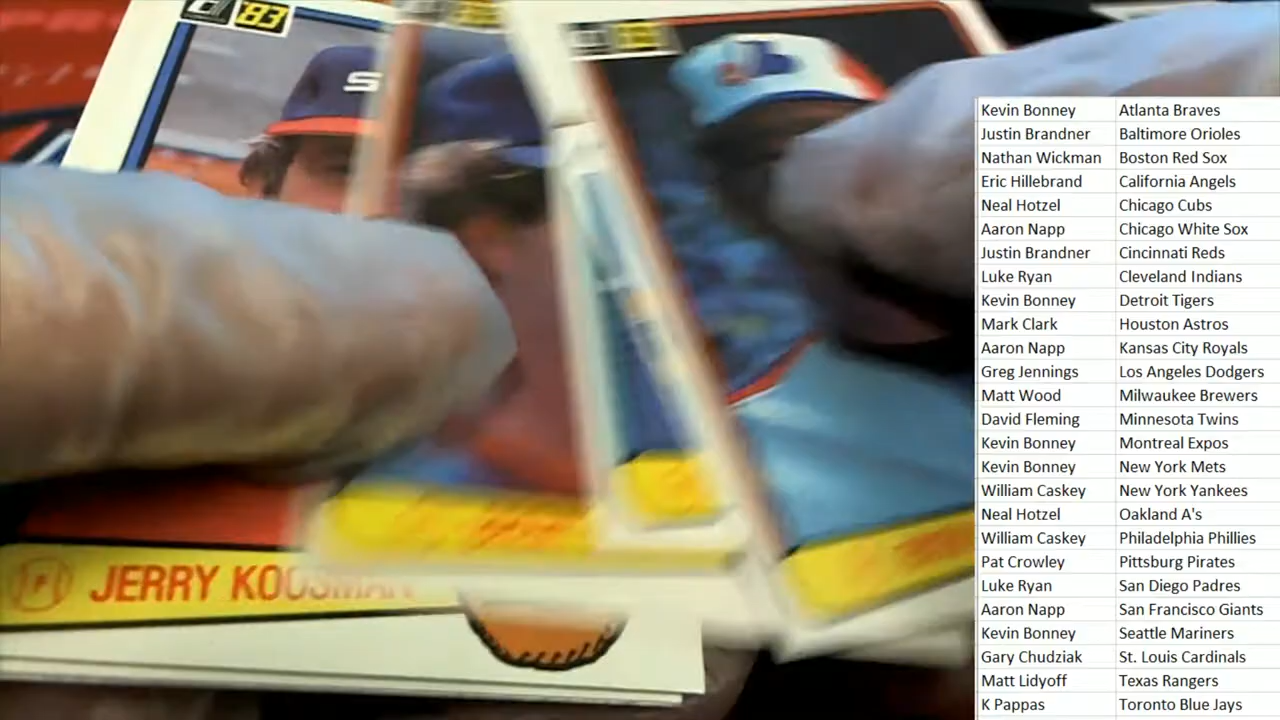 '83
S
83
P JERRY KOOSMAN
Kevin Bonney Atlanta Braves
Justin Brandner Baltimore Orioles
Nathan Wickman Boston Red Sox
Eric Hillebrand California Angels
Neal Hotzel Chicago Cubs
Aaron Napp Chicago White Sox
Justin Brandner Cincinnati Reds
Luke Ryan Cleveland Indians
Kevin Bonney Detroit Tigers
Mark Clark Houston Astros
Aaron Napp Kansas City Royals
Greg Jennings Los Angeles Dodgers
Matt Wood Milwaukee Brewers
David Fleming Minnesota Twins
Kevin Bonney Montreal Expos
Kevin Bonney New York Mets
William Caskey New York Yankees
Neal Hotzel Oakland A's
William Caskey Philadelphia Phillies
Pat Crowley Pittsburg Pirates
Luke Ryan San Diego Padres
Aaron Napp San Francisco Giants
Kevin Bonney Seattle Mariners
Gary Chudziak St. Louis Cardinals
Matt Lidyoff Texas Rangers
K Pappas Toronto Blue Jays